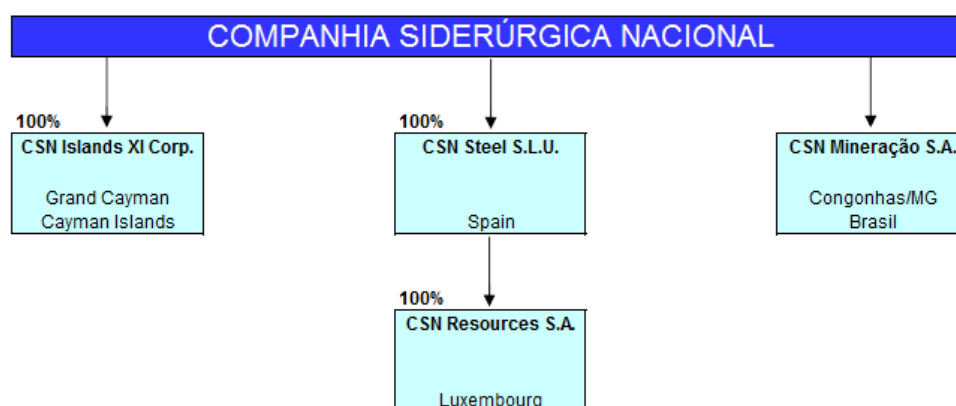 COMPANHIA SIDERÚRGICA NACIONAL
100%
CSN Islands XI Corp.
Grand Cayman
Cayman Islands
100%
CSN Steel S.L.U.
Spain
CSN Mineração S.A.
Congonhas/MG
Brasil
100%
CSN Resources S.A.
Luxembourg